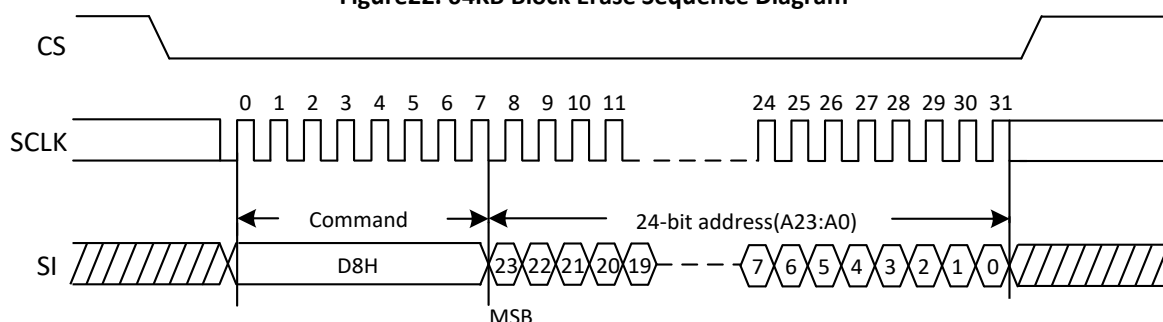 Figure22. 64KB Block Erase Sequence Diagram
CS
0 1 2 3 4 5 6 7 8 9 10 11 24 25 26 27 28 29 30 31
SCLK
Command 24-bit address(A23:A0)
SI D8H 23 22 21 20 19 7 6 5 4 3 2 1 0
MSB